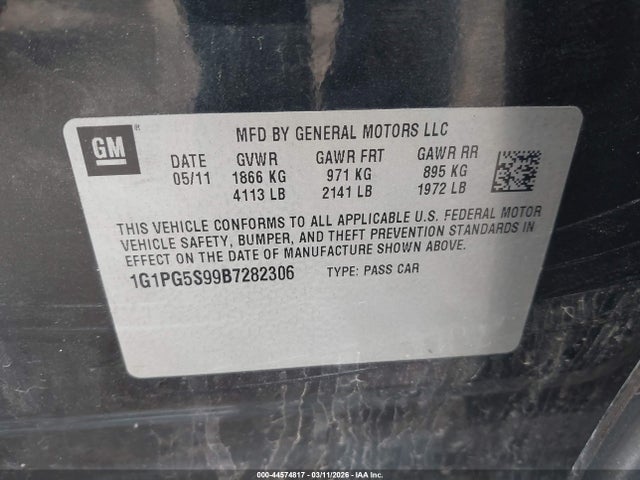 GM
®
MFD BY GENERAL MOTORS LLC
DATE GVWR GAWR FRT GAWR RR
05/11 1866 KG 971 KG 895 KG
4113 LB 2141 LB 1972 LB
THIS VEHICLE CONFORMS TO ALL APPLICABLE U.S. FEDERAL MOTOR
VEHICLE SAFETY, BUMPER, AND THEFT PREVENTION STANDARDS IN
EFFECT ON THE DATE OF MANUFACTURE SHOWN ABOVE.
1G1PG5S99B7282306 TYPE: PASS CAR
000-44574817 - 03/11/2026 - IAA Inc.